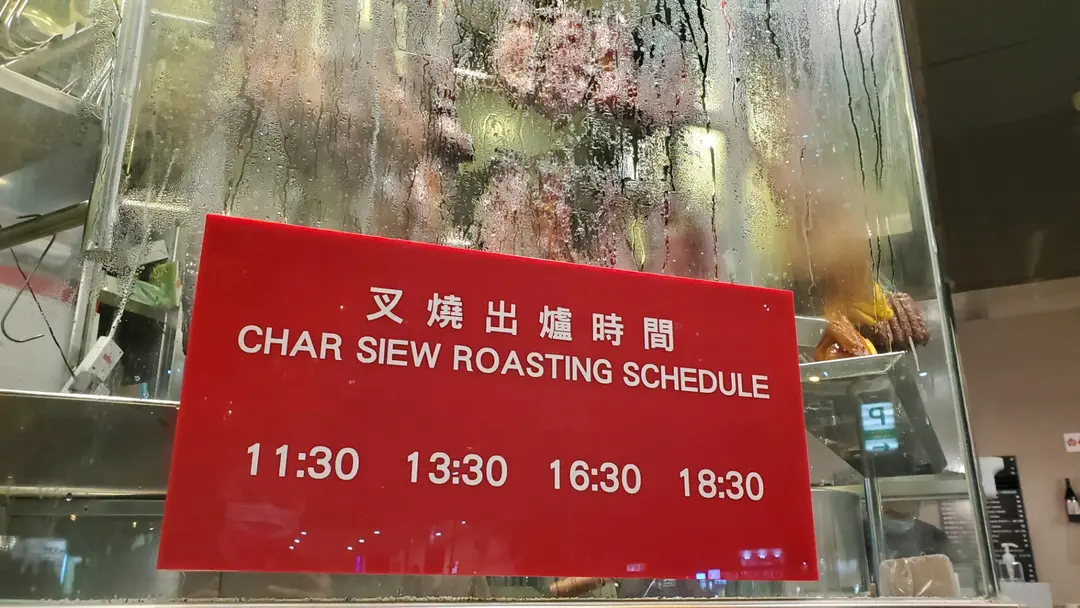 叉燒出爐時間
CHAR SIEW ROASTING SCHEDULE
11:30 13:30 16:30 18:30
P